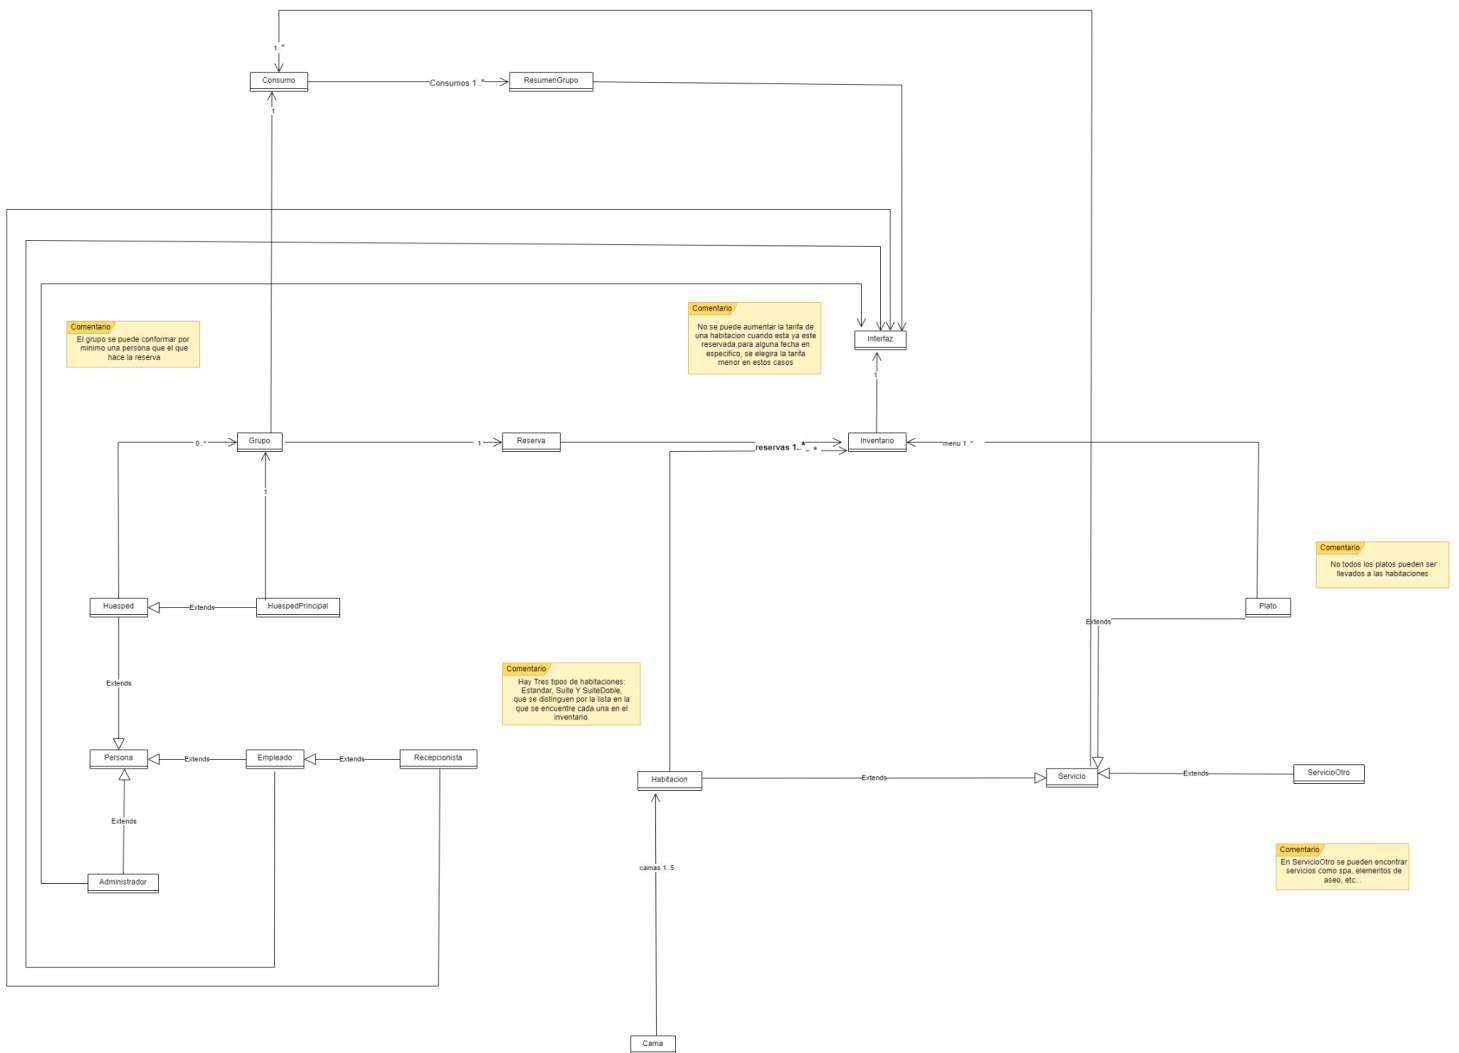 1..*
Consumo
Consumos 1..*
ResumenGrupo
1
Comentario
El grupo se puede conformar por
minimo una persona que el que
hace la reserva
Comentario
No se puede aumentar la tarifa de
una habitacion cuando esta ya este
reservada para alguna fecha en
especifico, se elegira la tarifa
menor en estos casos
Interfaz
1
0..*
Grupo
1
Reserva
reservas 1..*
.. *
Inventario
menu 1..*
1
Comentario
No todos los platos pueden ser
llevados a las habitaciones
Huesped
Extends
HuespedPrincipal
Plato
Extends
Comentario
Hay Tres tipos de habitaciones:
Estandar, Suite Y SuiteDoble,
que se distinguen por la lista en la
que se encuentre cada una en el
inventario
Extends
Persona
Extends
Empleado
Extends
Recepcionista
Habitacion
Extends
Servicio
Extends
ServicioOtro
Extends
Comentario
En ServicioOtro se pueden encontrar
servicios como spa, elementos de
aseo, etc...
camas 1..5
Administrador
Cama